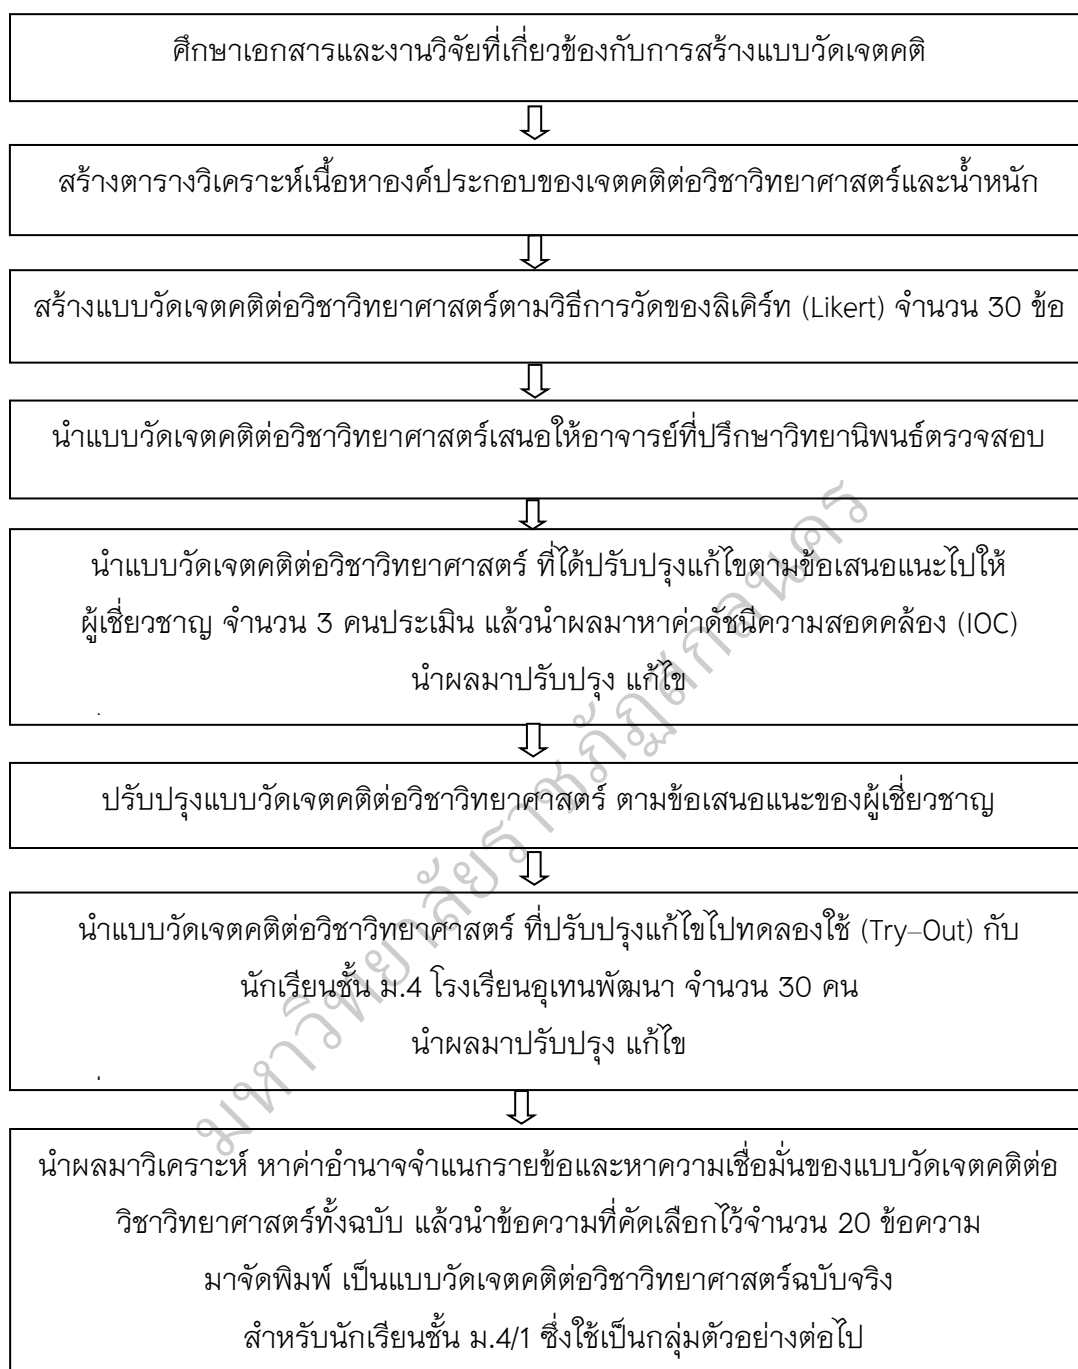 ศึกษาเอกสารและงานวิจัยที่เกี่ยวข้องกับการสร้างแบบวัดเจตคติ
สร้างตารางวิเคราะห์เนื้อหาองค์ประกอบของเจตคติต่อวิชาวิทยาศาสตร์และน้ำหนัก
สร้างแบบวัดเจตคติต่อวิชาวิทยาศาสตร์ตามวิธีการวัดของลิเคิร์ท (Likert) จำนวน 30 ข้อ
นำแบบวัดเจตคติต่อวิชาวิทยาศาสตร์เสนอให้อาจารย์ที่ปรึกษาวิทยานิพนธ์ตรวจสอบ
นำแบบวัดเจตคติต่อวิชาวิทยาศาสตร์ ที่ได้ปรับปรุงแก้ไขตามข้อเสนอแนะไปให้
ผู้เชี่ยวชาญ จำนวน 3 คนประเมิน แล้วนำผลมาหาค่าดัชนีความสอดคล้อง (IOC)
นำผลมาปรับปรุง แก้ไข
ปรับปรุงแบบวัดเจตคติต่อวิชาวิทยาศาสตร์ ตามข้อเสนอแนะของผู้เชี่ยวชาญ
นำแบบวัดเจตคติต่อวิชาวิทยาศาสตร์ ที่ปรับปรุงแก้ไขไปทดลองใช้ (Try–Out) กับ
นักเรียนชั้น ม.4 โรงเรียนอุเทนพัฒนา จำนวน 30 คน
นำผลมาปรับปรุง แก้ไข
นำผลมาวิเคราะห์ หาค่าอำนาจจำแนกรายข้อและหาความเชื่อมั่นของแบบวัดเจตคติต่อ
วิชาวิทยาศาสตร์ทั้งฉบับ แล้วนำข้อความที่คัดเลือกไว้จำนวน 20 ข้อความ
มาจัดพิมพ์ เป็นแบบวัดเจตคติต่อวิชาวิทยาศาสตร์ฉบับจริง
สำหรับนักเรียนชั้น ม.4/1 ซึ่งใช้เป็นกลุ่มตัวอย่างต่อไป
มหาวิทยาลัยราชภัฏสกลนคร